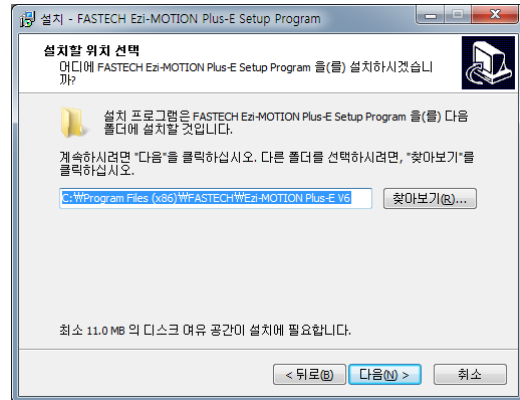 설치 - FASTECH Ezi-MOTION Plus-E Setup Program
설치할 위치 선택
어디에 FASTECH Ezi-MOTION Plus-E Setup Program 을(를) 설치하시겠습니
까?
설치 프로그램은 FASTECH Ezi-MOTION Plus-E Setup Program 을(를) 다음
폴더에 설치할 것입니다.
계속하시려면 "다음"을 클릭하십시오. 다른 폴더를 선택하시려면, "찾아보기"를
클릭하십시오.
C:₩Program Files (x86)₩FASTECH₩Ezi-MOTION Plus-E V6 찾아보기(R)...
최소 11.0 MB 의 디스크 여유 공간이 설치에 필요합니다.
< 뒤로(B) 다음(N) > 취소